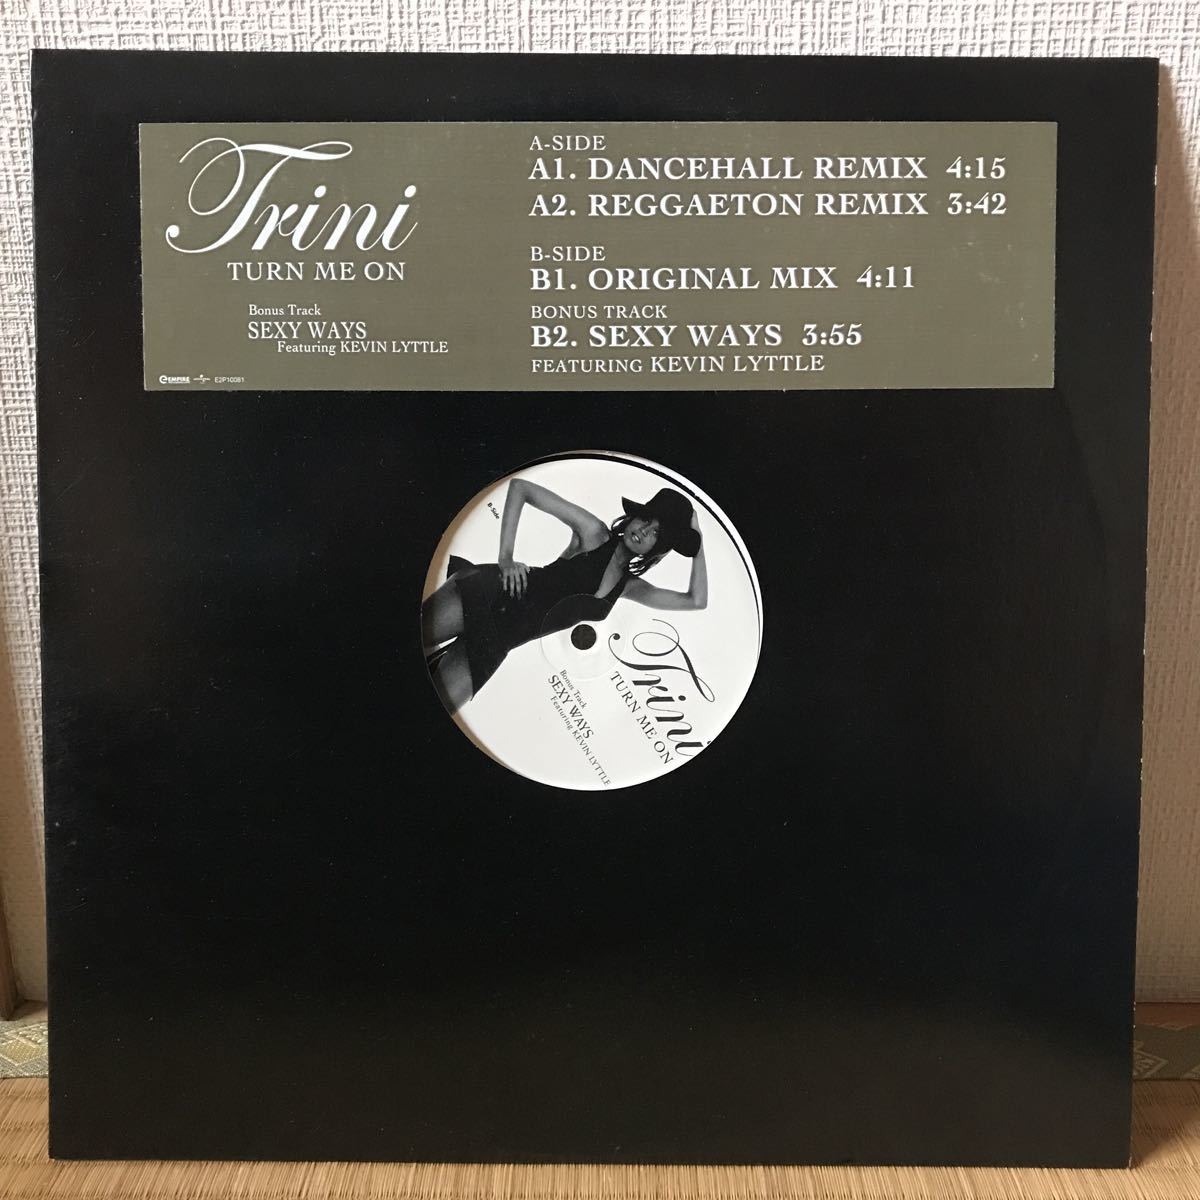 Trini
TURN ME ON
Bonus Track
SEXY WAYS
Featuring KEVIN LYTTLE
EMPIRE
E2P10081
A-SIDE
A1. DANCEHALL REMIX 4:15
A2. REGGAETON REMIX 3:42
B-SIDE
B1. ORIGINAL MIX 4:11
BONUS TRACK
B2. SEXY WAYS 3:55
FEATURING KEVIN LYTTLE
B-Side
Trini
TURN ME ON
Bonus Track
SEXY WAYS
Featuring KEVIN LYTTLE